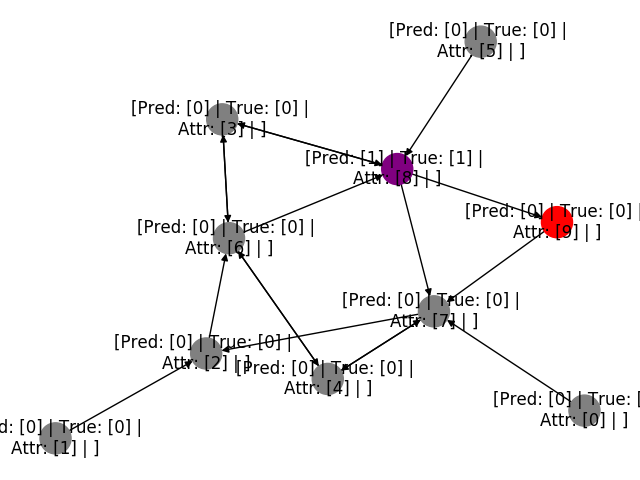 [Pred: [0] | True: [0] |
Attr: [5] | ]
[Pred: [0] | True: [0] |
Attr: [3] | ]
[Pred: [1] | True: [1] |
Attr: [8] | ]
[Pred: [0] | True: [0] |
Attr: [9] | ]
[Pred: [0] | True: [0] |
Attr: [6] | ]
[Pred: [0] | True: [0] |
Attr: [7] | ]
[Pred: [0] | True: [0] |
Attr: [2] | ]
[Pred: [0] | True: [0] |
Attr: [4] | ]
[Pred: [0] | True: [
Attr: [0] | ]
d: [0] | True: [0] |
Attr: [1] | ]